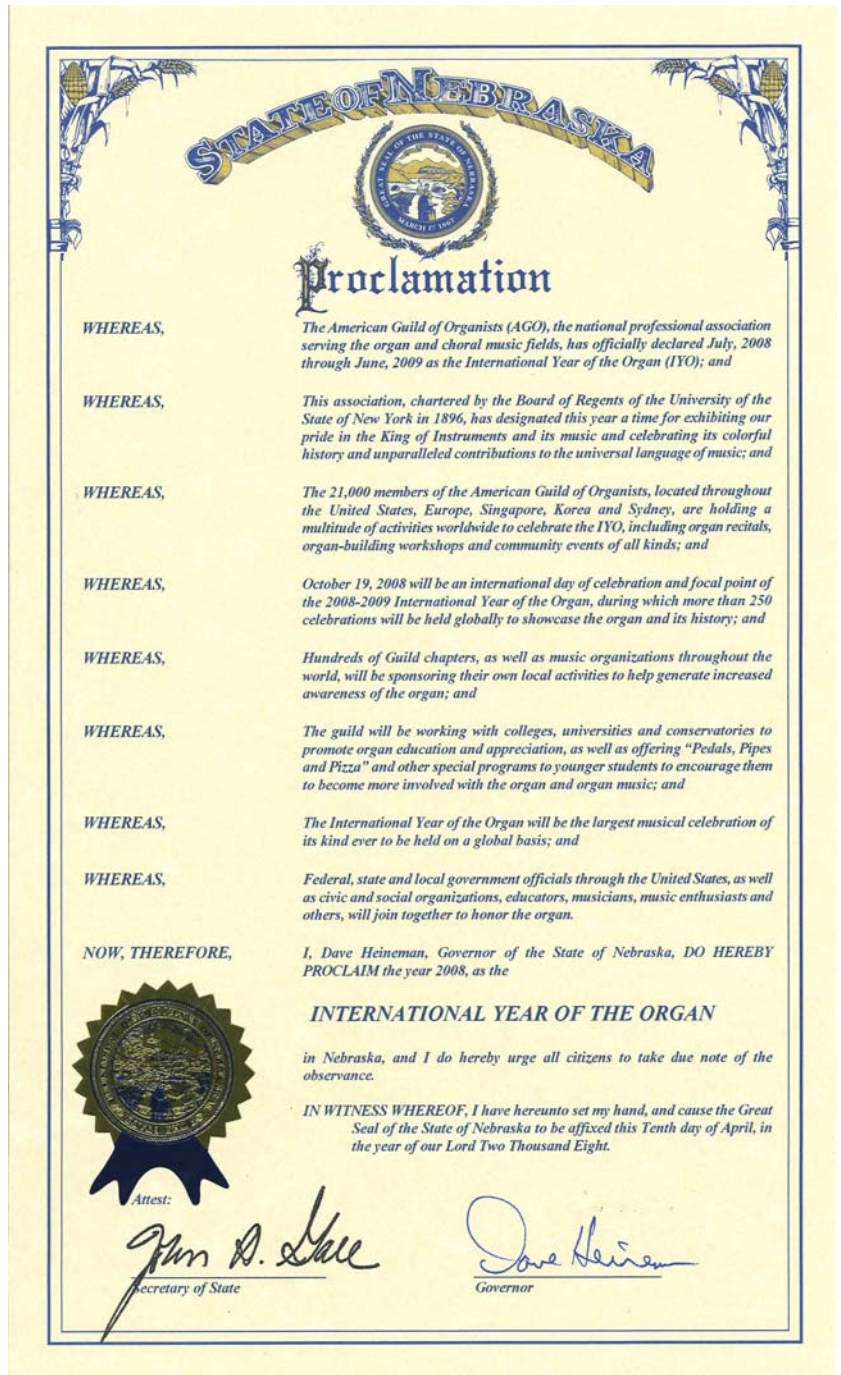 STATE OF NEBRASKA
GREAT SEAL OF THE STATE OF NEBRASKA
MARCH 1ST 1867
Proclamation
WHEREAS, The American Guild of Organists (AGO), the national professional association
serving the organ and choral music fields, has officially declared July, 2008
through June, 2009 as the International Year of the Organ (IYO); and
WHEREAS, This association, chartered by the Board of Regents of the University of the
State of New York in 1896, has designated this year a time for exhibiting our
pride in the King of Instruments and its music and celebrating its colorful
history and unparalleled contributions to the universal language of music; and
WHEREAS, The 21,000 members of the American Guild of Organists, located throughout
the United States, Europe, Singapore, Korea and Sydney, are holding a
multitude of activities worldwide to celebrate the IYO, including organ recitals,
organ-building workshops and community events of all kinds; and
WHEREAS, October 19, 2008 will be an international day of celebration and focal point of
the 2008-2009 International Year of the Organ, during which more than 250
celebrations will be held globally to showcase the organ and its history; and
WHEREAS, Hundreds of Guild chapters, as well as music organizations throughout the
world, will be sponsoring their own local activities to help generate increased
awareness of the organ; and
WHEREAS, The guild will be working with colleges, universities and conservatories to
promote organ education and appreciation, as well as offering “Pedals, Pipes
and Pizza” and other special programs to younger students to encourage them
to become more involved with the organ and organ music; and
WHEREAS, The International Year of the Organ will be the largest musical celebration of
its kind ever to be held on a global basis; and
WHEREAS, Federal, state and local government officials through the United States, as well
as civic and social organizations, educators, musicians, music enthusiasts and
others, will join together to honor the organ.
NOW, THEREFORE, I, Dave Heineman, Governor of the State of Nebraska, DO HEREBY
PROCLAIM the year 2008, as the
INTERNATIONAL YEAR OF THE ORGAN
in Nebraska, and I do hereby urge all citizens to take due note of the
observance.
IN WITNESS WHEREOF, I have hereunto set my hand, and cause the Great
Seal of the State of Nebraska to be affixed this Tenth day of April, in
the year of our Lord Two Thousand Eight.
Attest:
John A. Gale
Dave Heineman
Secretary of State
Governor